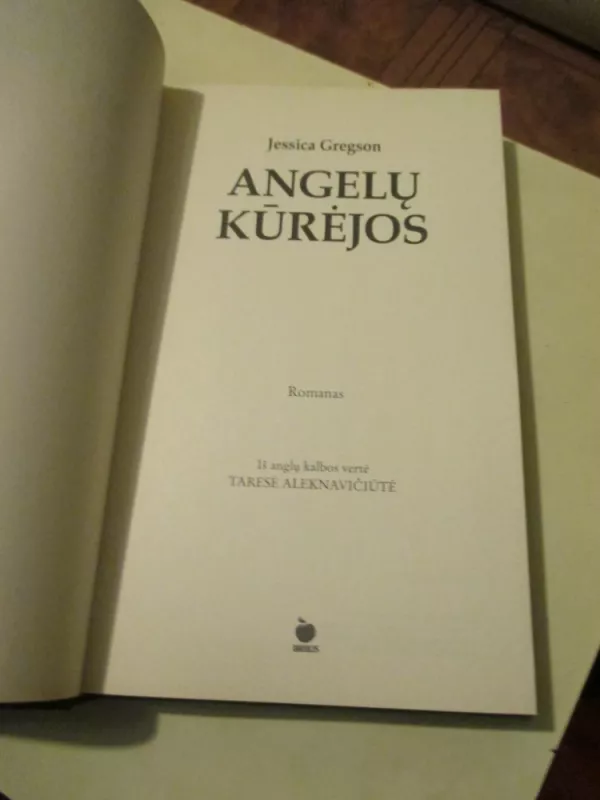 Jessica Gregson
ANGELŲ
KŪRĖJOS
Romanas
Iš anglų kalbos vertė
TARESE ALEKNAVIČIŪTĖ